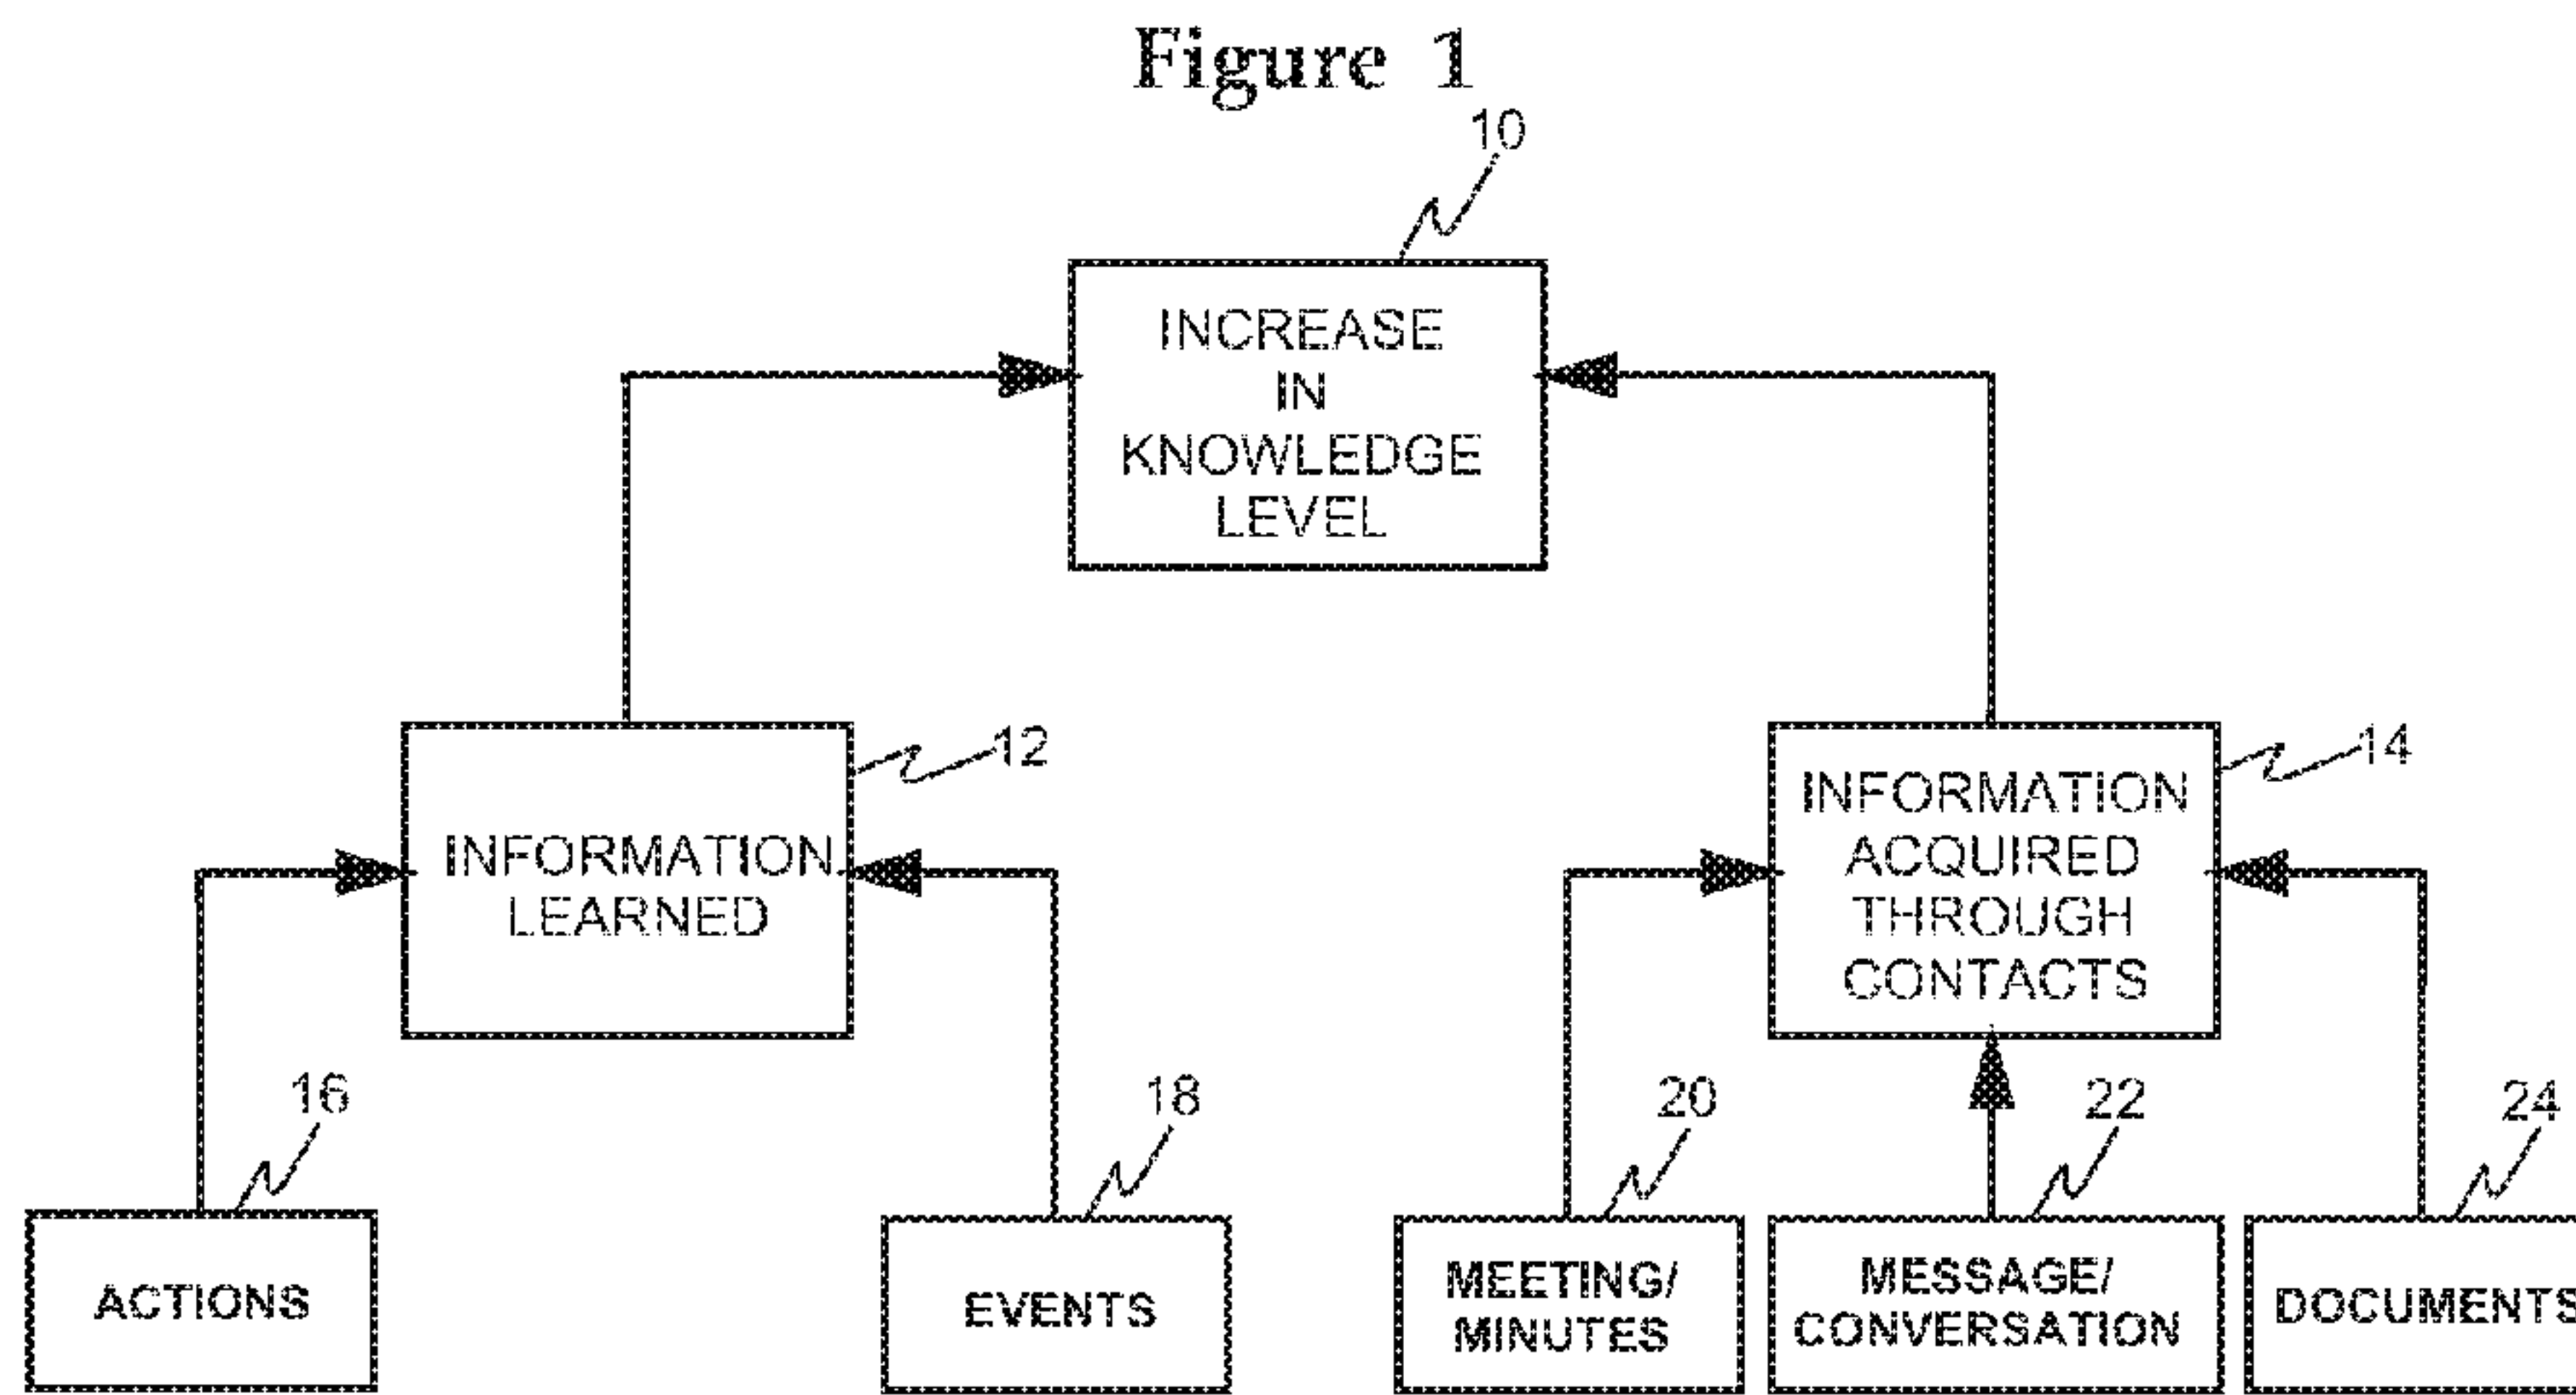 Figure 1
10
INCREASE
IN
KNOWLEDGE
LEVEL
12
INFORMATION
LEARNED
14
INFORMATION
ACQUIRED
THROUGH
CONTACTS
16
ACTIONS
18
EVENTS
20
MEETING/
MINUTES
22
MESSAGE/
CONVERSATION
24
DOCUMENTS